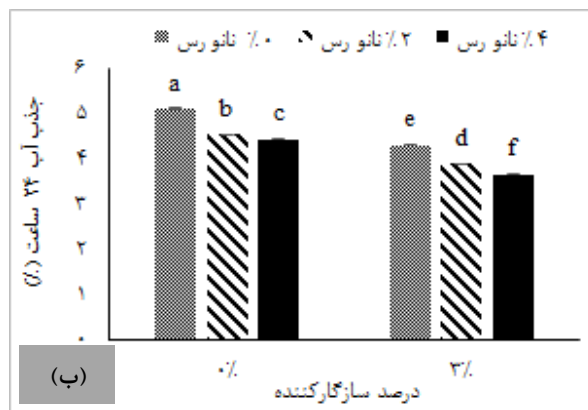 ٪۰ نانو رس ٪۲ نانو رس ٪۴ نانو رس
جذب آب ۲۴ ساعت (٪)
۶
۵
۴
۳
۲
۱
۰
a b c e d f
۰٪ ۳٪
درصد سازگارکننده
(ب)